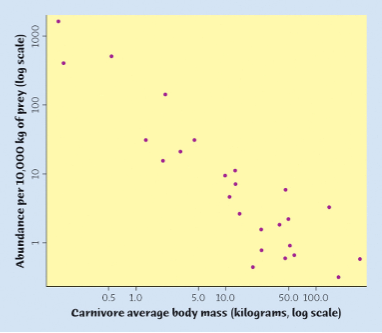 Abundance per 10,000 kg of prey (log scale)
1000
100
10
1
0.5 1.0 5.0 10.0 50.0 100.0
Carnivore average body mass (kilograms, log scale)